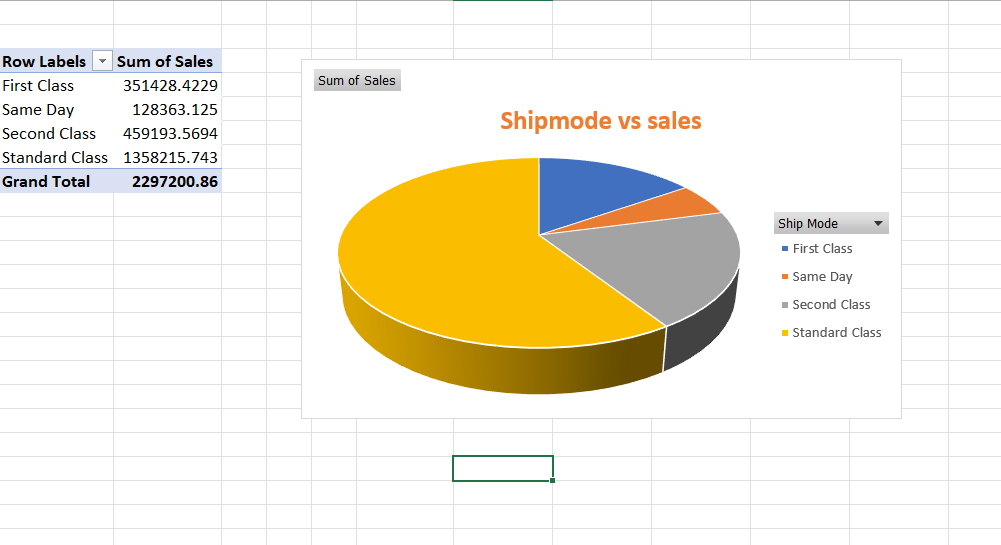 Row Labels Sum of Sales
First Class 351428.4229
Same Day 128363.125
Second Class 459193.5694
Standard Class 1358215.743
Grand Total 2297200.86
Sum of Sales
Shipmode vs sales
Ship Mode
First Class
Same Day
Second Class
Standard Class